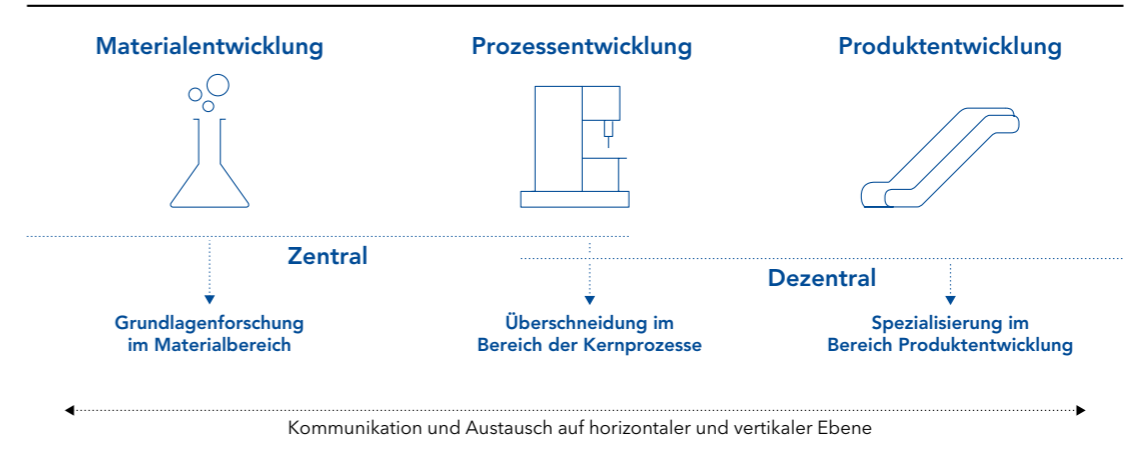 Materialentwicklung
Prozessentwicklung
Produktentwicklung
Zentral
Dezentral
Grundlagenforschung
im Materialbereich
Überschneidung im
Bereich der Kernprozesse
Spezialisierung im
Bereich Produktentwicklung
Kommunikation und Austausch auf horizontaler und vertikaler Ebene